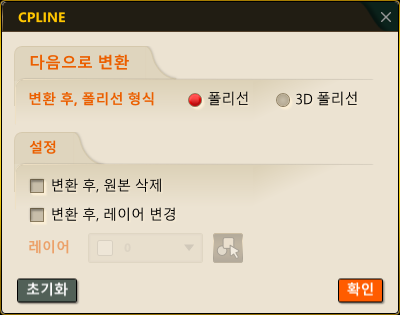 CPLINE
다음으로 변환
변환 후, 폴리선 형식 폴리선 3D 폴리선
설정
변환 후, 원본 삭제
변환 후, 레이어 변경
레이어 0
초기화 확인